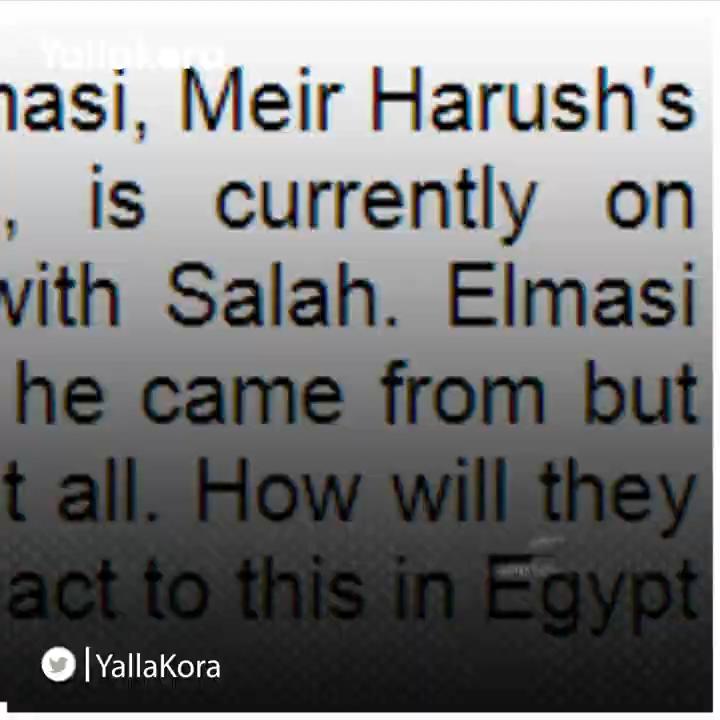 YallaKora
masi, Meir Harush's
, is currently on
with Salah. Elmasi
he came from but
t all. How will they
act to this in Egypt
|YallaKora